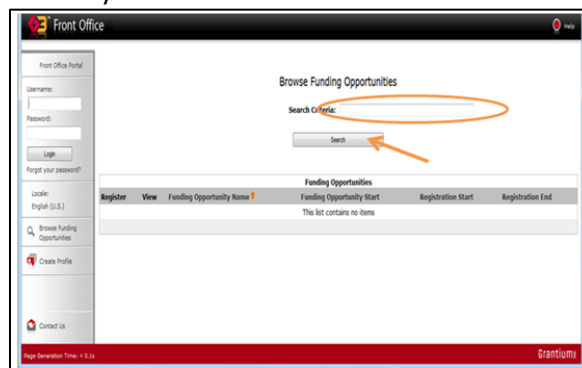 Front Office
Help
Front Office Portal
Username:
Password:
Login
Forgot your password?
Locale:
English (U.S.)
Browse Funding
Opportunities
Create Profile
Contact Us
Browse Funding Opportunities
Search Criteria:
Search
Funding Opportunities
Register View Funding Opportunity Name Funding Opportunity Start Registration Start Registration End
This list contains no items
Page Generation Time: < 0.1s
Grantium